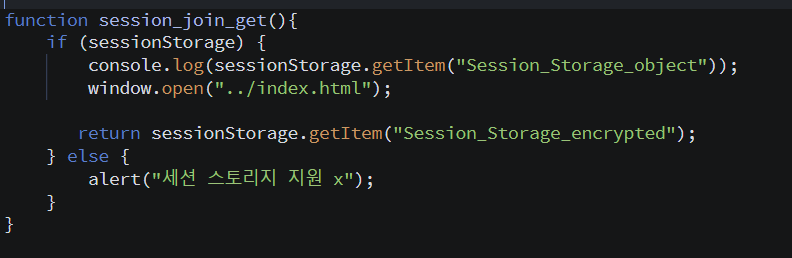 function session_join_get(){
if (sessionStorage) {
console.log(sessionStorage.getItem("Session_Storage_object"));
window.open("../index.html");
return sessionStorage.getItem("Session_Storage_encrypted");
} else {
alert("세션 스토리지 지원 x");
}
}